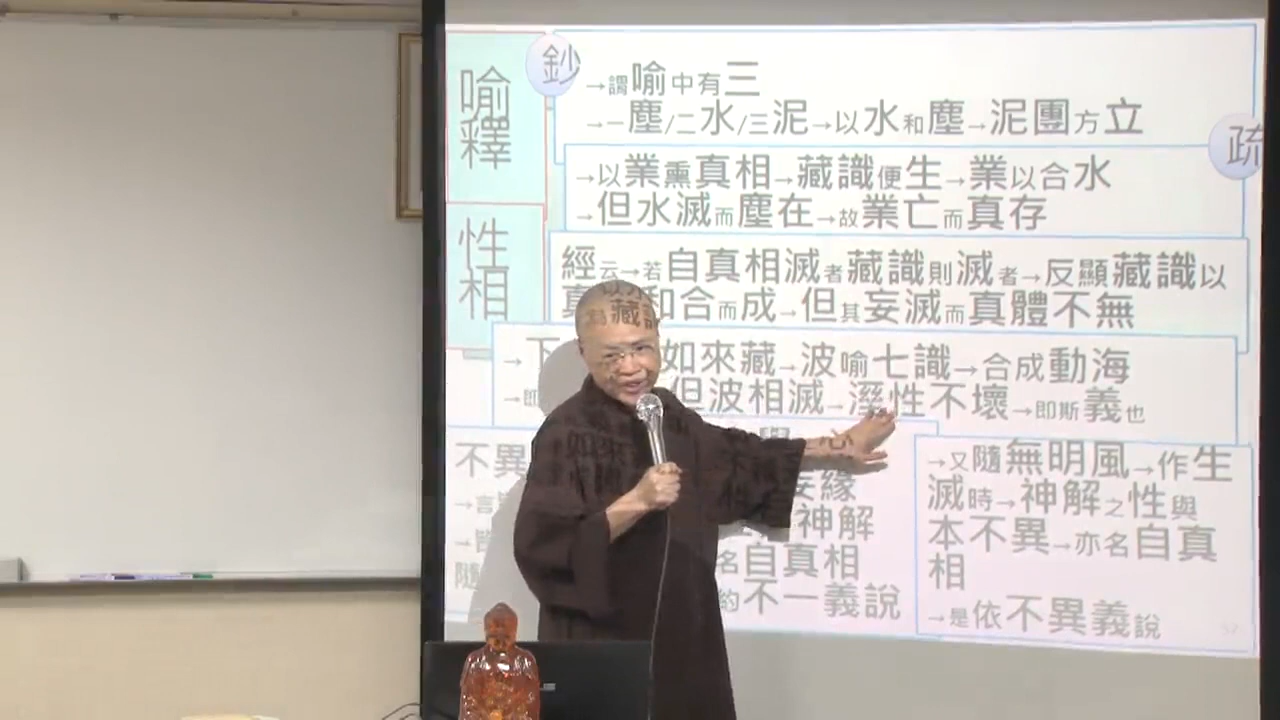 喻釋
鈔
→謂喻中有三
→一塵/二水/三泥→以水和塵→泥團方立
疏
→以業熏真相→藏識便生→業以合水
→但水滅而塵在→故業亡而真存
性相
經云→若自真相滅者藏識則滅者→反顯藏識以
和合而成→但其妄滅而真體不無
如來藏→波喻七識→合成動海
但波相滅→溼性不壞→即斯義也
不異
妄緣
神解
名自真相
隨
約不一義說
→又隨無明風→作生
滅時→神解之性與
本不異→亦名自真
相
→是依不異義說